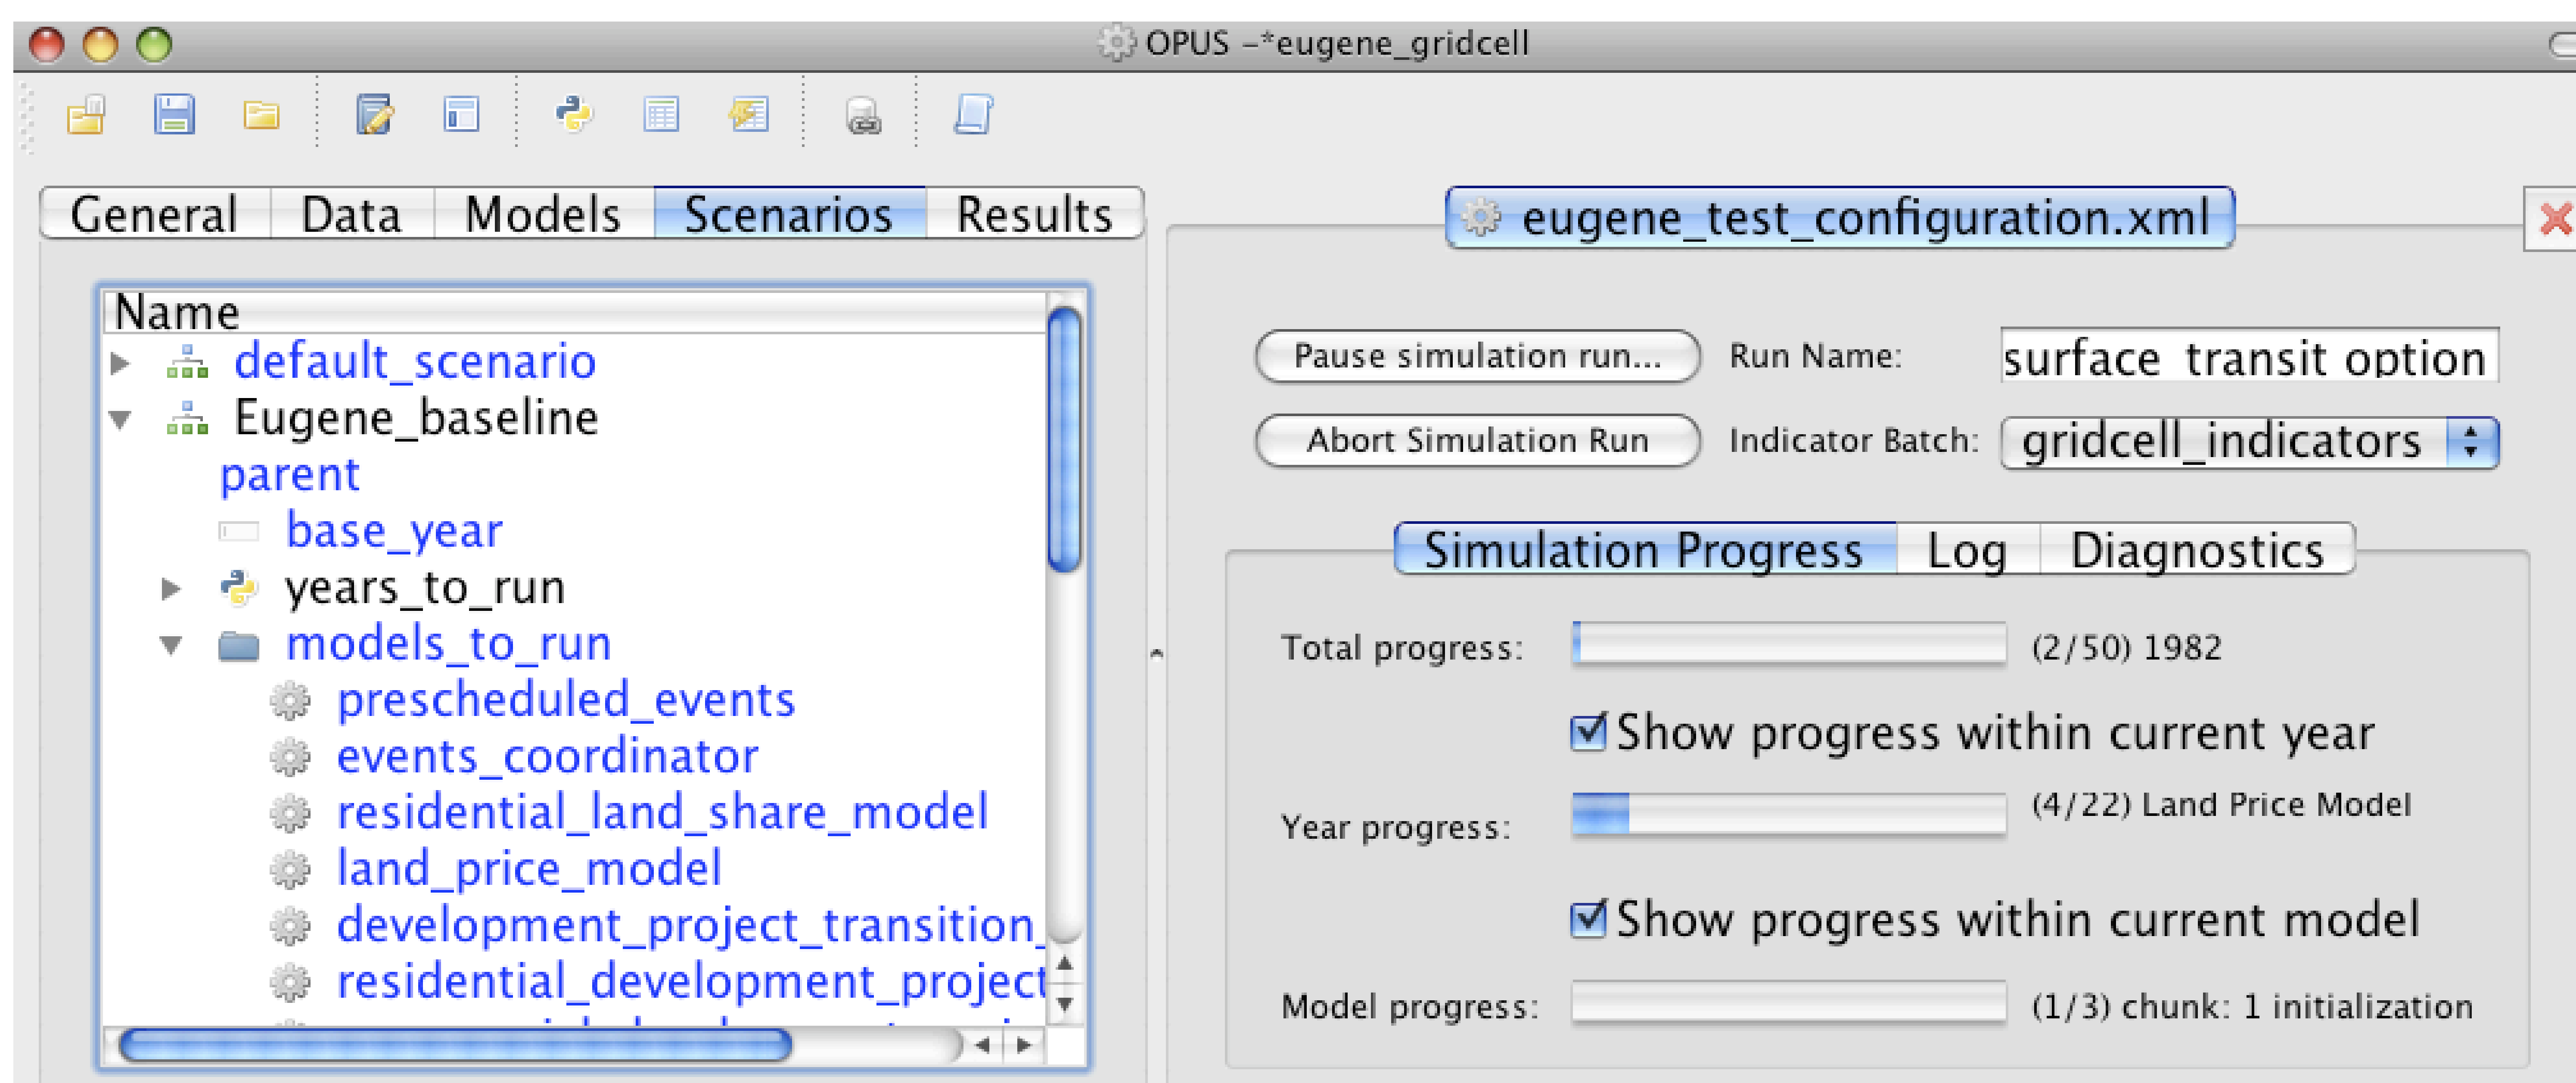 OPUS -*eugene_gridcell
General Data Models Scenarios Results
eugene_test_configuration.xml
Name
default_scenario
Eugene_baseline
parent
base_year
years_to_run
models_to_run
prescheduled_events
events_coordinator
residential_land_share_model
land_price_model
development_project_transition_
residential_development_project
Pause simulation run...
Run Name: surface transit option
Abort Simulation Run
Indicator Batch: gridcell_indicators
Simulation Progress Log Diagnostics
Total progress: (2/50) 1982
Show progress within current year
Year progress: (4/22) Land Price Model
Show progress within current model
Model progress: (1/3) chunk: 1 initialization